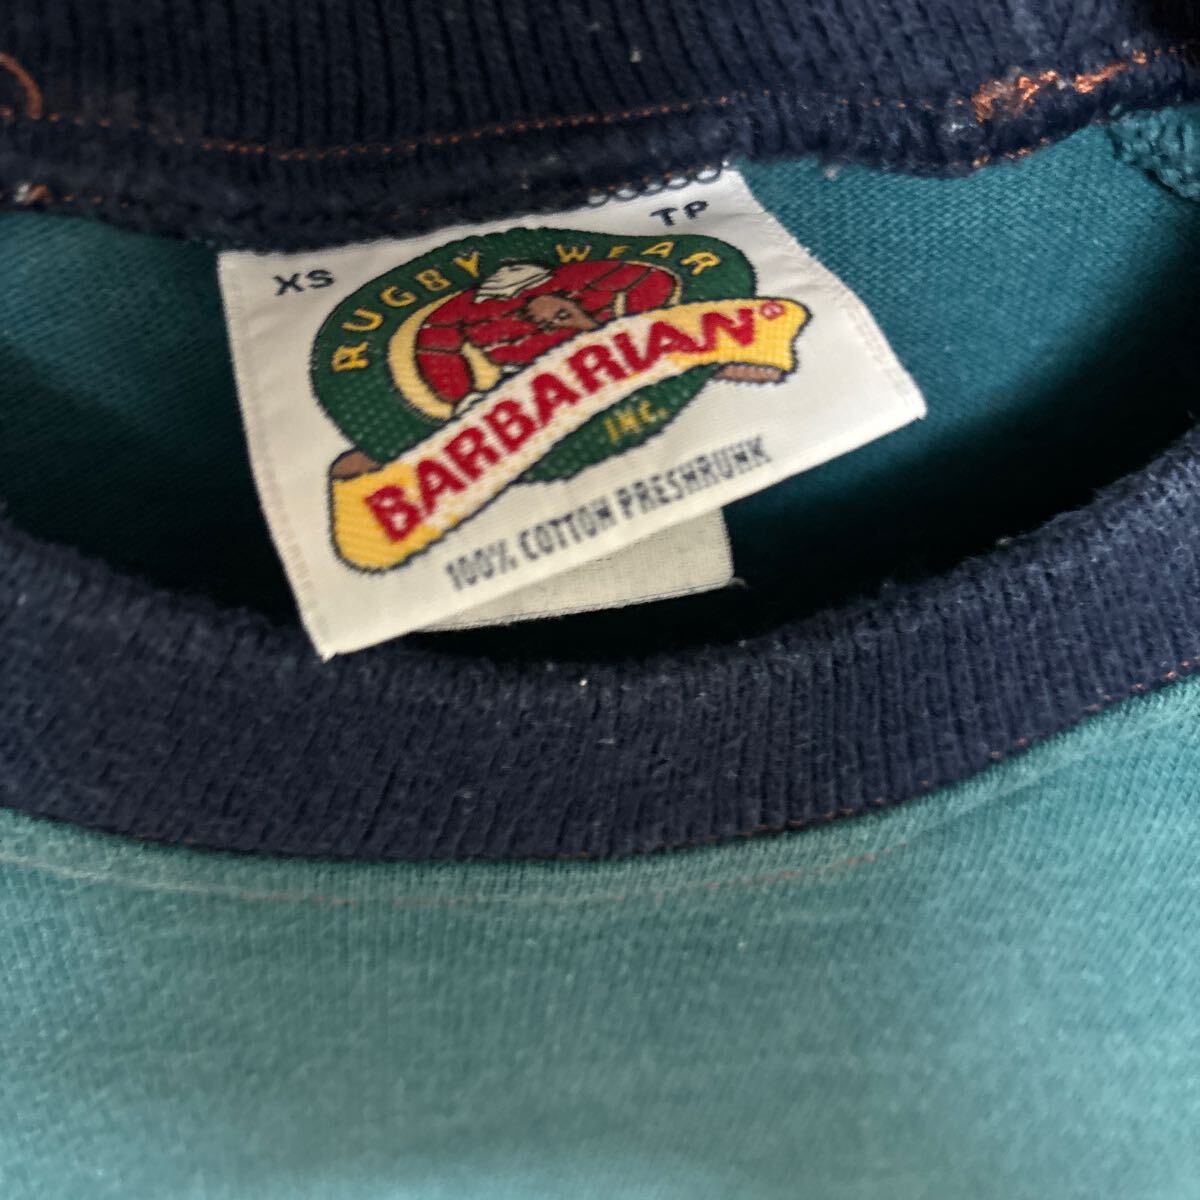 XS
TP
RUGBY WEAR
BARBARIAN®
INC.
100% COTTON PRESHRUNK